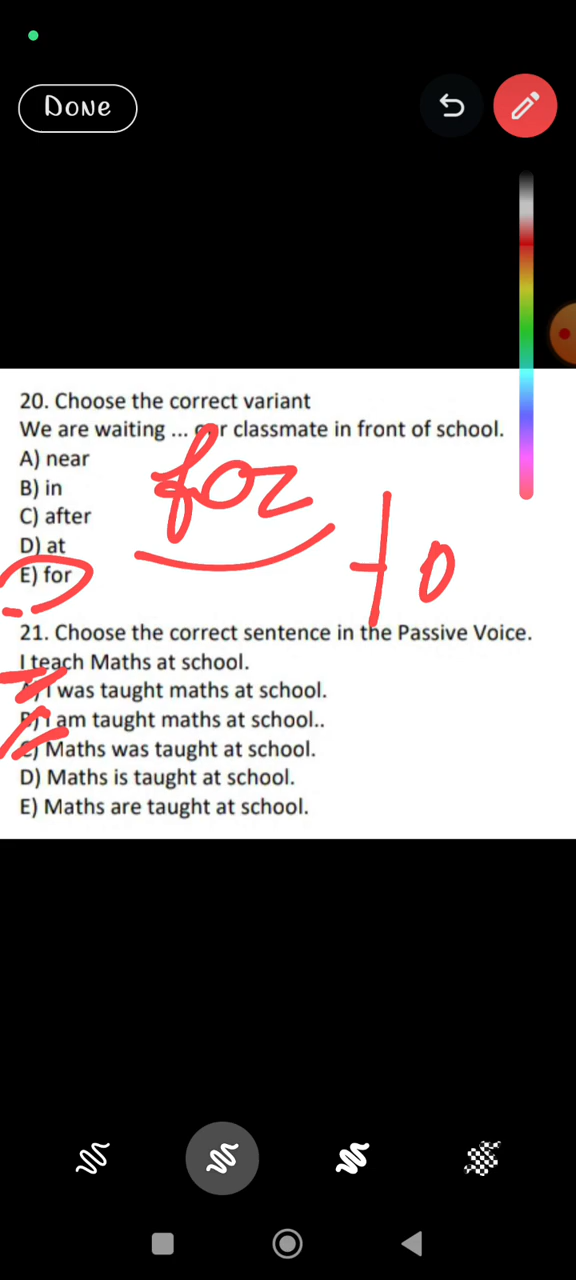 Done
20. Choose the correct variant
We are waiting ... our classmate in front of school.
A) near
B) in
for
C) after
D) at
E) for
to
21. Choose the correct sentence in the Passive Voice.
I teach Maths at school.
A) I was taught maths at school.
B) I am taught maths at school..
C) Maths was taught at school.
D) Maths is taught at school.
E) Maths are taught at school.